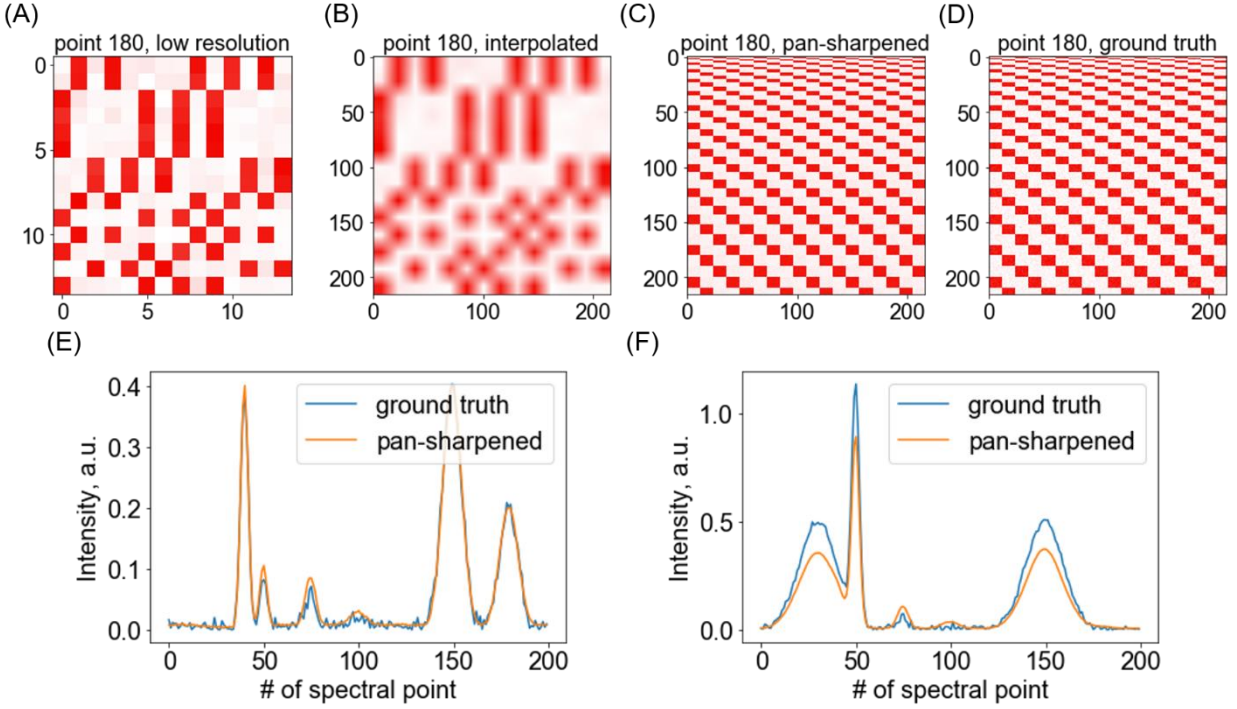 (A)
(B)
(C)
(D)
point 180, low resolution
point 180, interpolated
point 180, pan-sharpened
point 180, ground truth
0
5
10
0
5
10
0
50
100
150
200
0
100
200
0
50
100
150
200
0
100
200
0
50
100
150
200
0
100
200
(E)
(F)
0.4
0.3
0.2
0.1
0.0
Intensity, a.u.
ground truth
pan-sharpened
0
50
100
150
200
# of spectral point
1.0
0.5
0.0
Intensity, a.u.
ground truth
pan-sharpened
0
50
100
150
200
# of spectral point